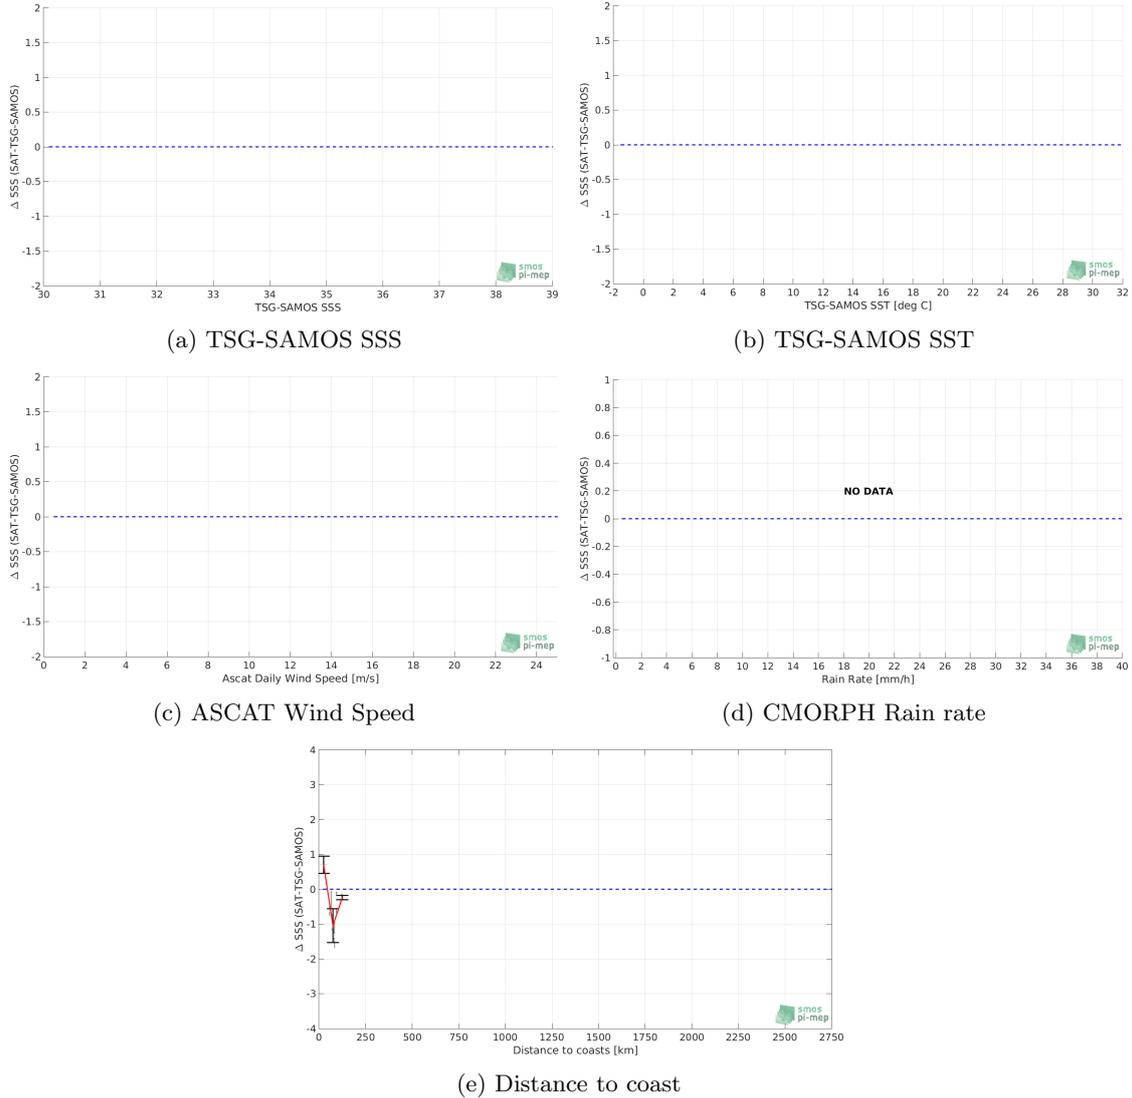 2
1.5
1
0.5
0
-0.5
-1
-1.5
-2
30 31 32 33 34 35 36 37 38 39
Δ SSS (SAT-TSG-SAMOS)
TSG-SAMOS SSS
smos
pi-mep
(a) TSG-SAMOS SSS
2
1.5
1
0.5
0
-0.5
-1
-1.5
-2
-2 0 2 4 6 8 10 12 14 16 18 20 22 24 26 28 30 32
Δ SSS (SAT-TSG-SAMOS)
TSG-SAMOS SST [deg C]
smos
pi-mep
(b) TSG-SAMOS SST
2
1.5
1
0.5
0
-0.5
-1
-1.5
-2
0 2 4 6 8 10 12 14 16 18 20 22 24
Δ SSS (SAT-TSG-SAMOS)
Ascat Daily Wind Speed [m/s]
smos
pi-mep
(c) ASCAT Wind Speed
1
0.8
0.6
0.4
0.2
0
-0.2
-0.4
-0.6
-0.8
-1
0 2 4 6 8 10 12 14 16 18 20 22 24 26 28 30 32 34 36 38 40
Δ SSS (SAT-TSG-SAMOS)
NO DATA
Rain Rate [mm/h]
smos
pi-mep
(d) CMORPH Rain rate
4
3
2
1
0
-1
-2
-3
-4
0 250 500 750 1000 1250 1500 1750 2000 2250 2500 2750
Δ SSS (SAT-TSG-SAMOS)
Distance to coasts [km]
smos
pi-mep
(e) Distance to coast